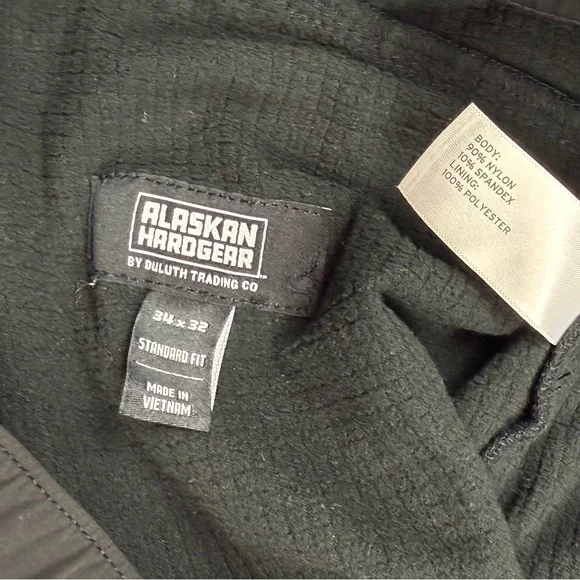 ALASKAN
HARDGEAR
BY DULUTH TRADING CO
34 x 32
STANDARD FIT
MADE IN
VIETNAM
BODY:
90% NYLON
10% SPANDEX
LINING:
100% POLYESTER